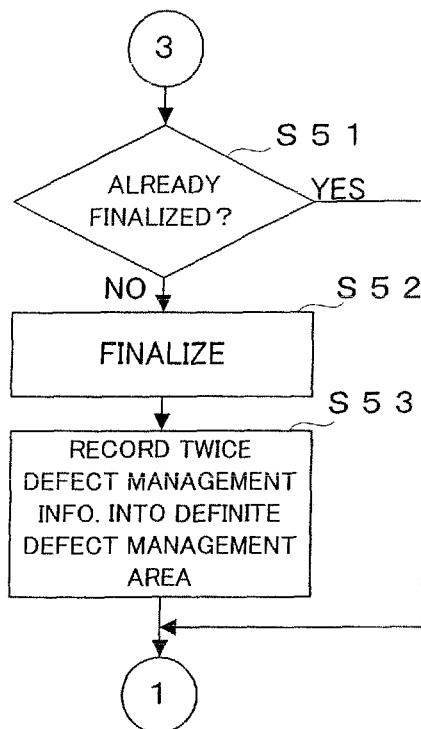 3
S 5 1
ALREADY
FINALIZED?
YES
NO
S 5 2
FINALIZE
S 5 3
RECORD TWICE
DEFECT MANAGEMENT
INFO. INTO DEFINITE
DEFECT MANAGEMENT
AREA
1